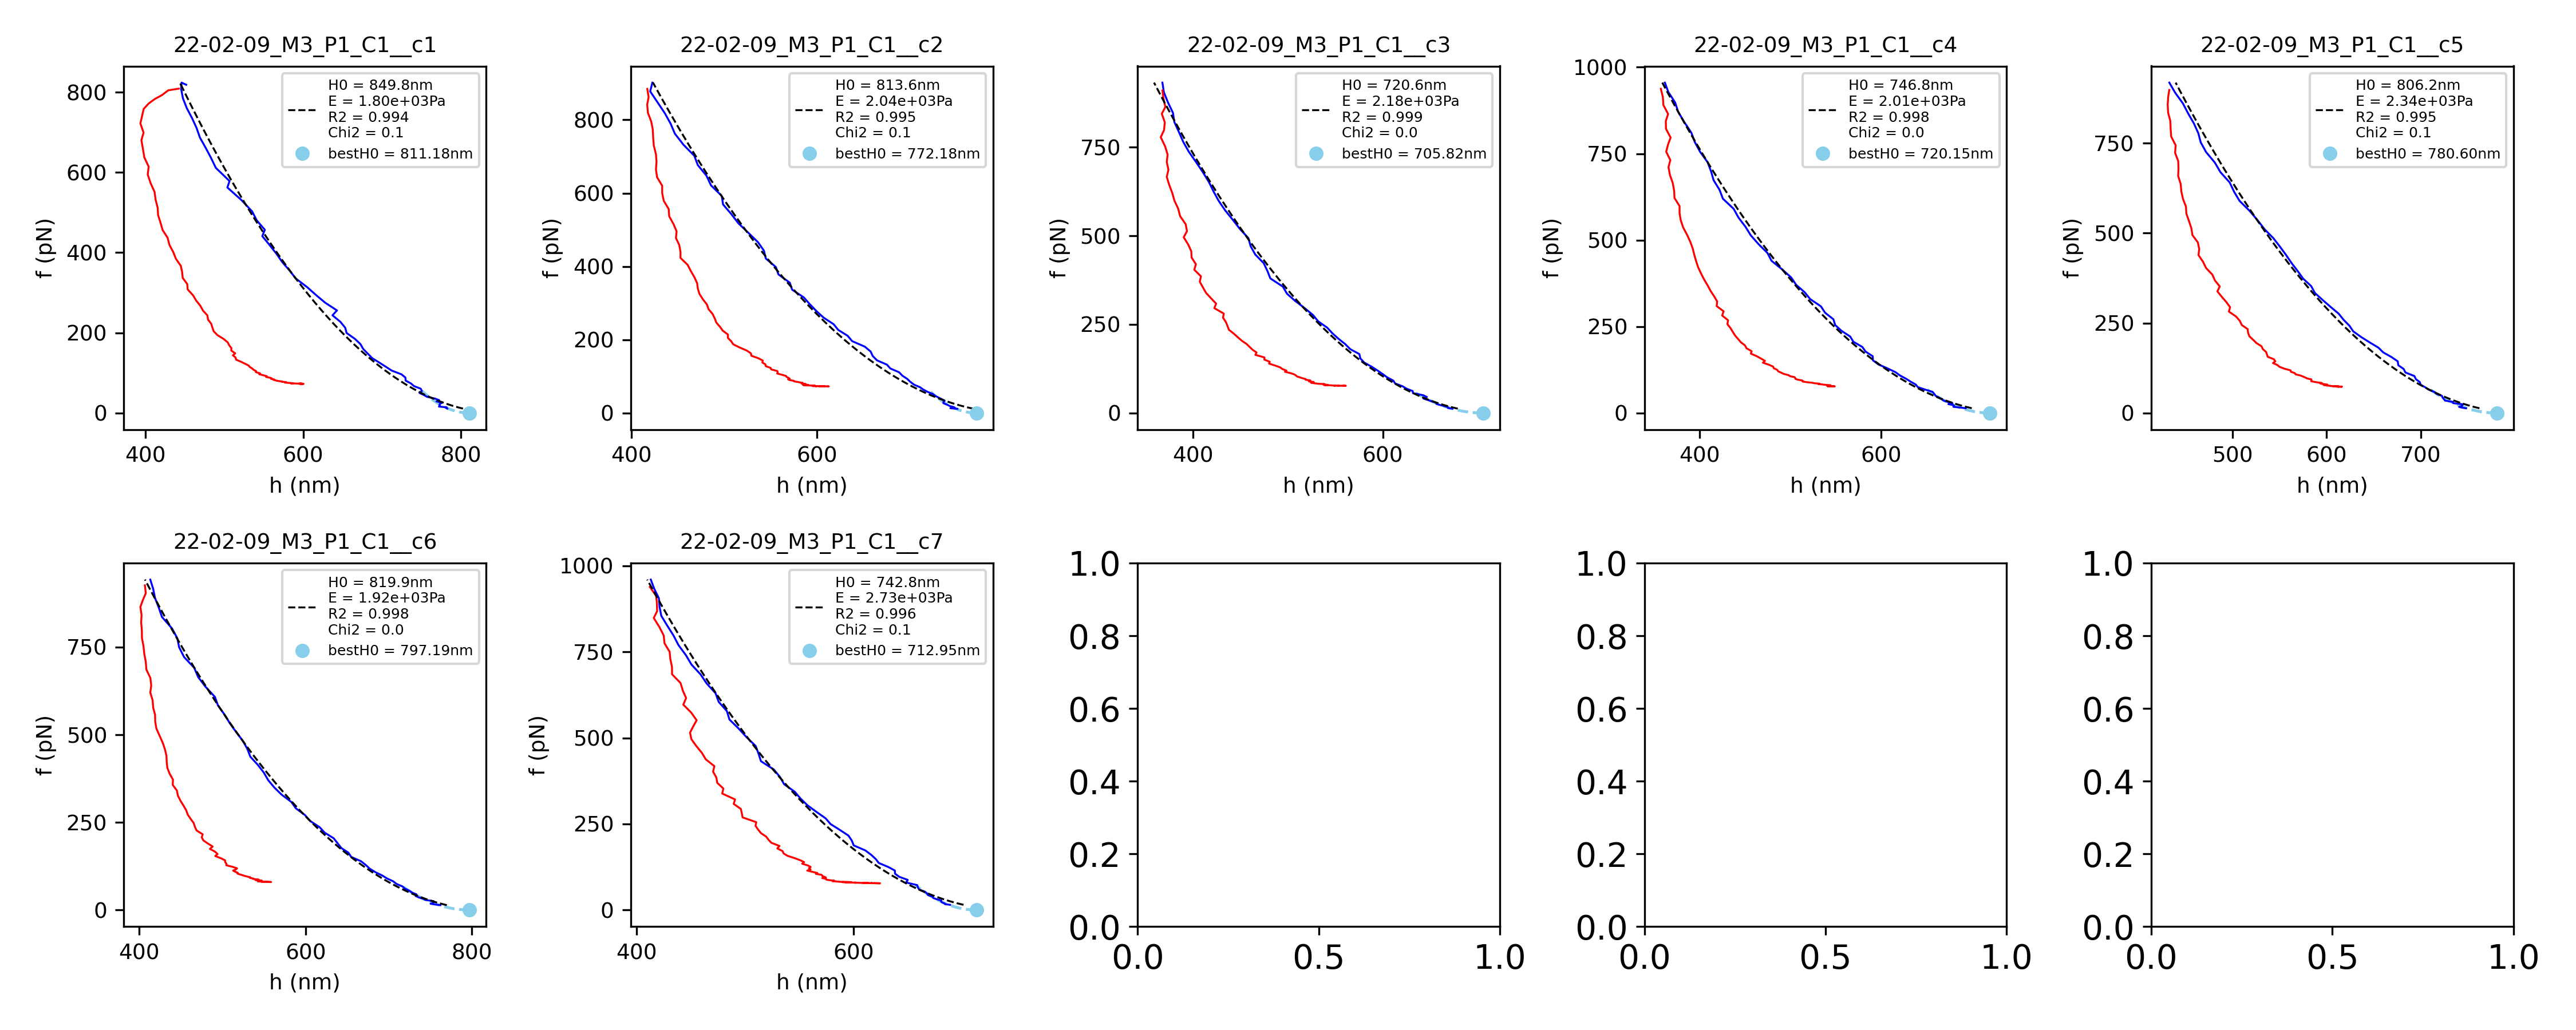 22-02-09_M3_P1_C1__c1
H0 = 849.8nm
E = 1.80e+03Pa
R2 = 0.994
Chi2 = 0.1
bestH0 = 811.18nm
f (pN)
800
600
400
200
0
400 600 800
h (nm)
22-02-09_M3_P1_C1__c2
H0 = 813.6nm
E = 2.04e+03Pa
R2 = 0.995
Chi2 = 0.1
bestH0 = 772.18nm
f (pN)
800
600
400
200
0
400 600
h (nm)
22-02-09_M3_P1_C1__c3
H0 = 720.6nm
E = 2.18e+03Pa
R2 = 0.999
Chi2 = 0.0
bestH0 = 705.82nm
f (pN)
750
500
250
0
400 600
h (nm)
22-02-09_M3_P1_C1__c4
H0 = 746.8nm
E = 2.01e+03Pa
R2 = 0.998
Chi2 = 0.0
bestH0 = 720.15nm
f (pN)
1000
750
500
250
0
400 600
h (nm)
22-02-09_M3_P1_C1__c5
H0 = 806.2nm
E = 2.34e+03Pa
R2 = 0.995
Chi2 = 0.1
bestH0 = 780.60nm
f (pN)
750
500
250
0
500 600 700
h (nm)
22-02-09_M3_P1_C1__c6
H0 = 819.9nm
E = 1.92e+03Pa
R2 = 0.998
Chi2 = 0.0
bestH0 = 797.19nm
f (pN)
750
500
250
0
400 600 800
h (nm)
22-02-09_M3_P1_C1__c7
H0 = 742.8nm
E = 2.73e+03Pa
R2 = 0.996
Chi2 = 0.1
bestH0 = 712.95nm
f (pN)
1000
750
500
250
0
400 600
h (nm)
1.0
0.8
0.6
0.4
0.2
0.0
0.0 0.5 1.0
1.0
0.8
0.6
0.4
0.2
0.0
0.0 0.5 1.0
1.0
0.8
0.6
0.4
0.2
0.0
0.0 0.5 1.0